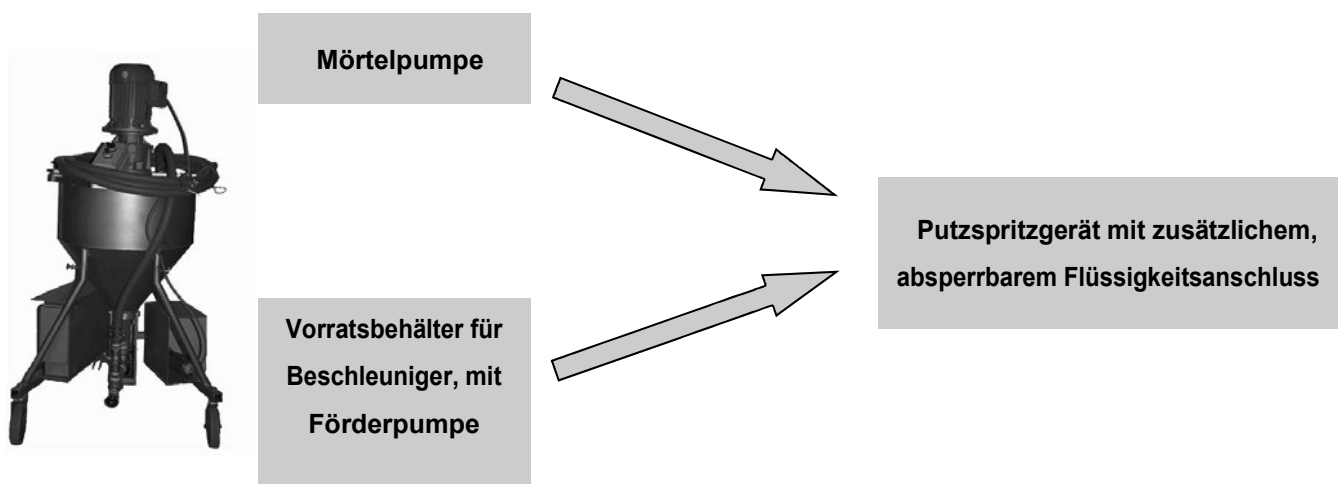 Mörtelpumpe
Putzspritzgerät mit zusätzlichem,
absperrbarem Flüssigkeitsanschluss
Vorratsbehälter für
Beschleuniger, mit
Förderpumpe